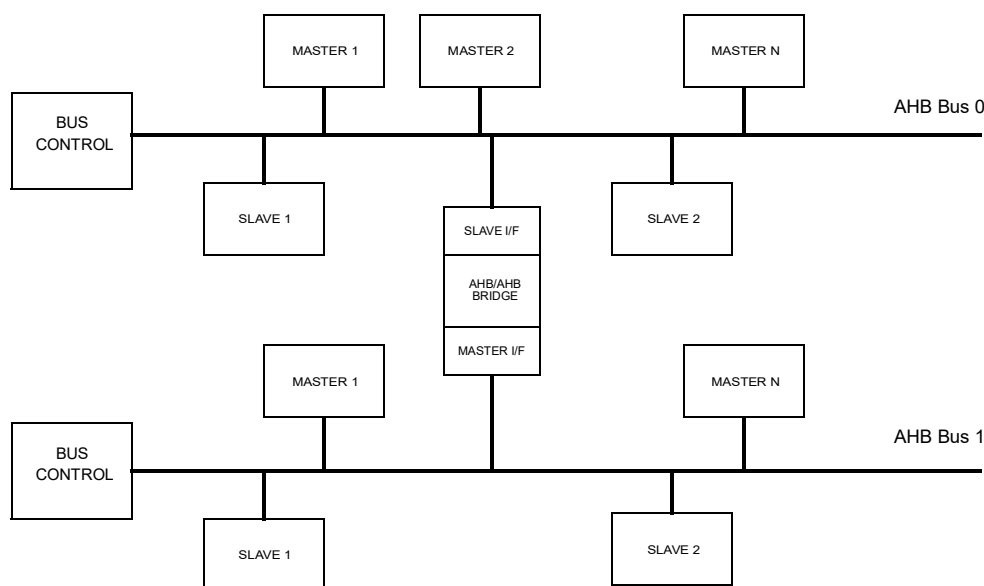 MASTER 1
MASTER 2
MASTER N
AHB Bus 0
BUS
CONTROL
SLAVE 1
SLAVE 2
SLAVE I/F
AHB/AHB
BRIDGE
MASTER I/F
MASTER 1
MASTER N
AHB Bus 1
BUS
CONTROL
SLAVE 1
SLAVE 2